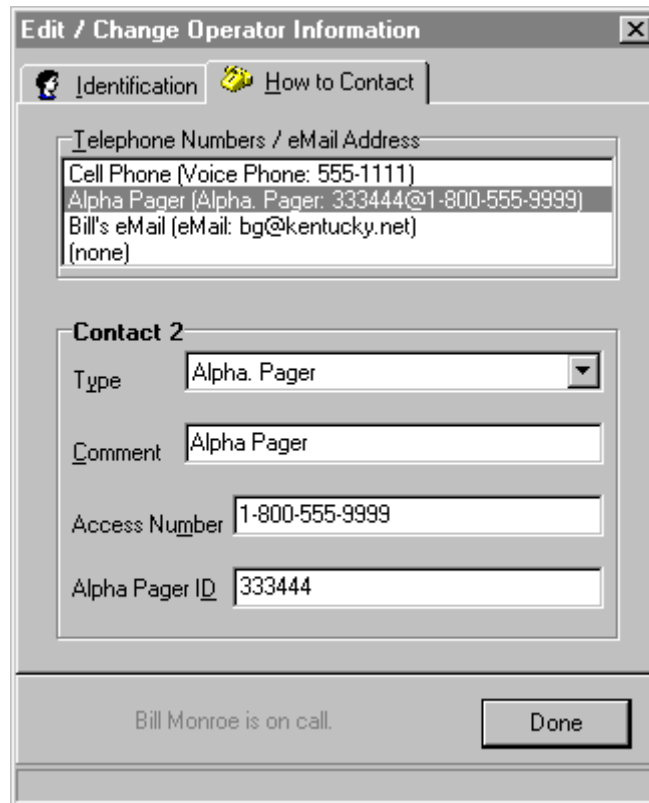 Edit / Change Operator Information
Identification
How to Contact
Telephone Numbers / eMail Address
Cell Phone (Voice Phone: 555-1111)
Alpha Pager (Alpha. Pager: 333444@1-800-555-9999)
Bill's eMail (eMail: bg@kentucky.net)
(none)
Contact 2
Type
Alpha. Pager
Comment
Alpha Pager
Access Number
1-800-555-9999
Alpha Pager ID
333444
Bill Monroe is on call.
Done